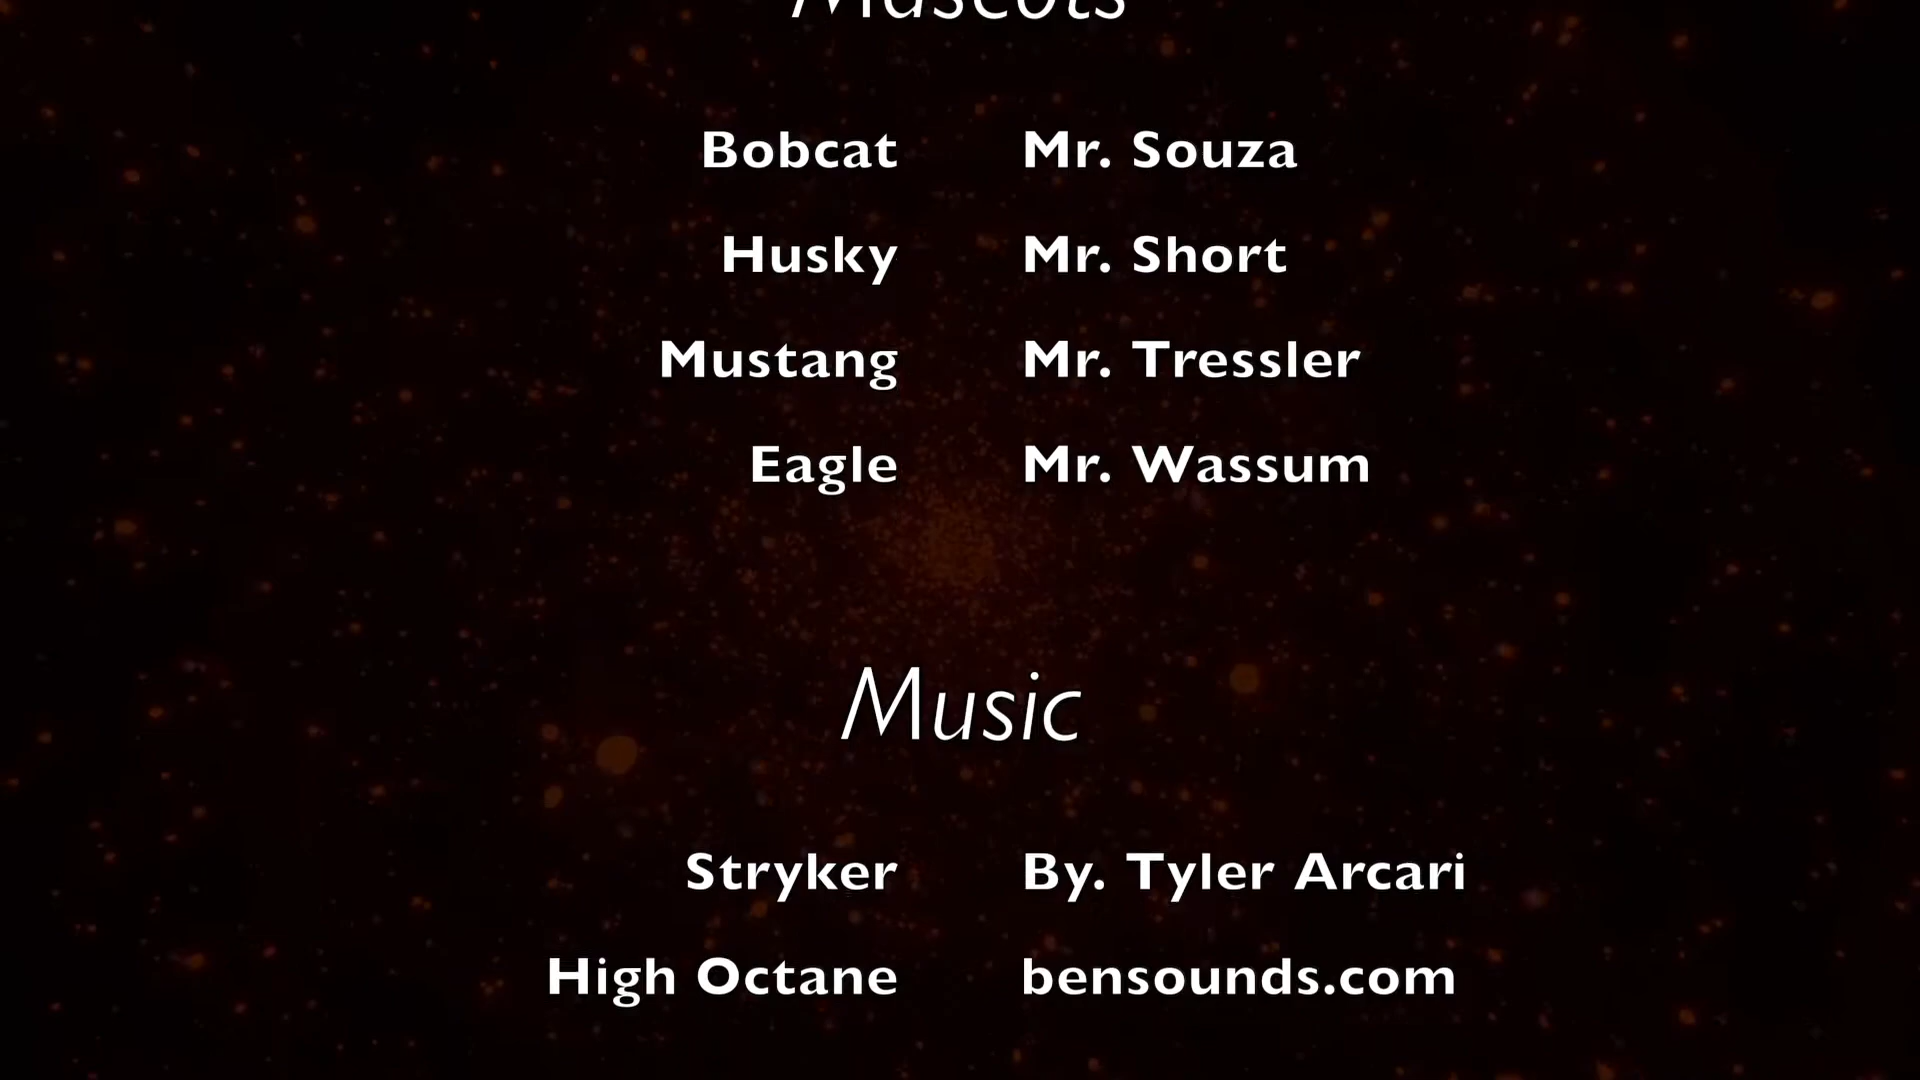 Mascots
Bobcat Mr. Souza
Husky Mr. Short
Mustang Mr. Tressler
Eagle Mr. Wassum
Music
Stryker By. Tyler Arcari
High Octane bensounds.com